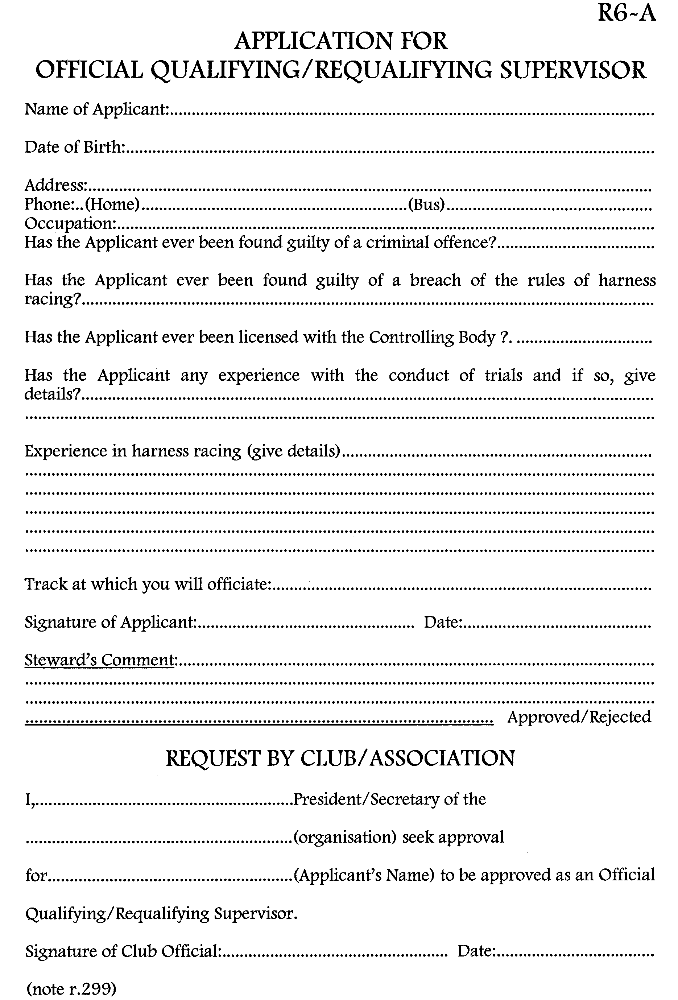 R6~A
APPLICATION FOR
OFFICIAL QUALIFYING/REQUALIFYING SUPERVISOR
Name of Applicant:..............................................................................................................
Date of Birth:........................................................................................................................
Address:................................................................................................................................
Phone:..(Home)............................................................(Bus)...............................................
Occupation:..........................................................................................................................
Has the Applicant ever been found guilty of a criminal offence?....................................
Has the Applicant ever been found guilty of a breach of the rules of harness
racing?..................................................................................................................................
Has the Applicant ever been licensed with the Controlling Body ?. ...............................
Has the Applicant any experience with the conduct of trials and if so, give
details?..................................................................................................................................
...............................................................................................................................................
Experience in harness racing (give details)......................................................................
...............................................................................................................................................
...............................................................................................................................................
...............................................................................................................................................
...............................................................................................................................................
...............................................................................................................................................
Track at which you will officiate:......................................................................................
Signature of Applicant:................................................. Date:...........................................
Steward's Comment:............................................................................................................
...............................................................................................................................................
...............................................................................................................................................
.......................................................................................................... Approved/Rejected
REQUEST BY CLUB/ASSOCIATION
I,..........................................................President/Secretary of the
............................................................(organisation) seek approval
for.......................................................(Applicant's Name) to be approved as an Official
Qualifying/Requalifying Supervisor.
Signature of Club Official:................................................... Date:....................................
(note r.299)